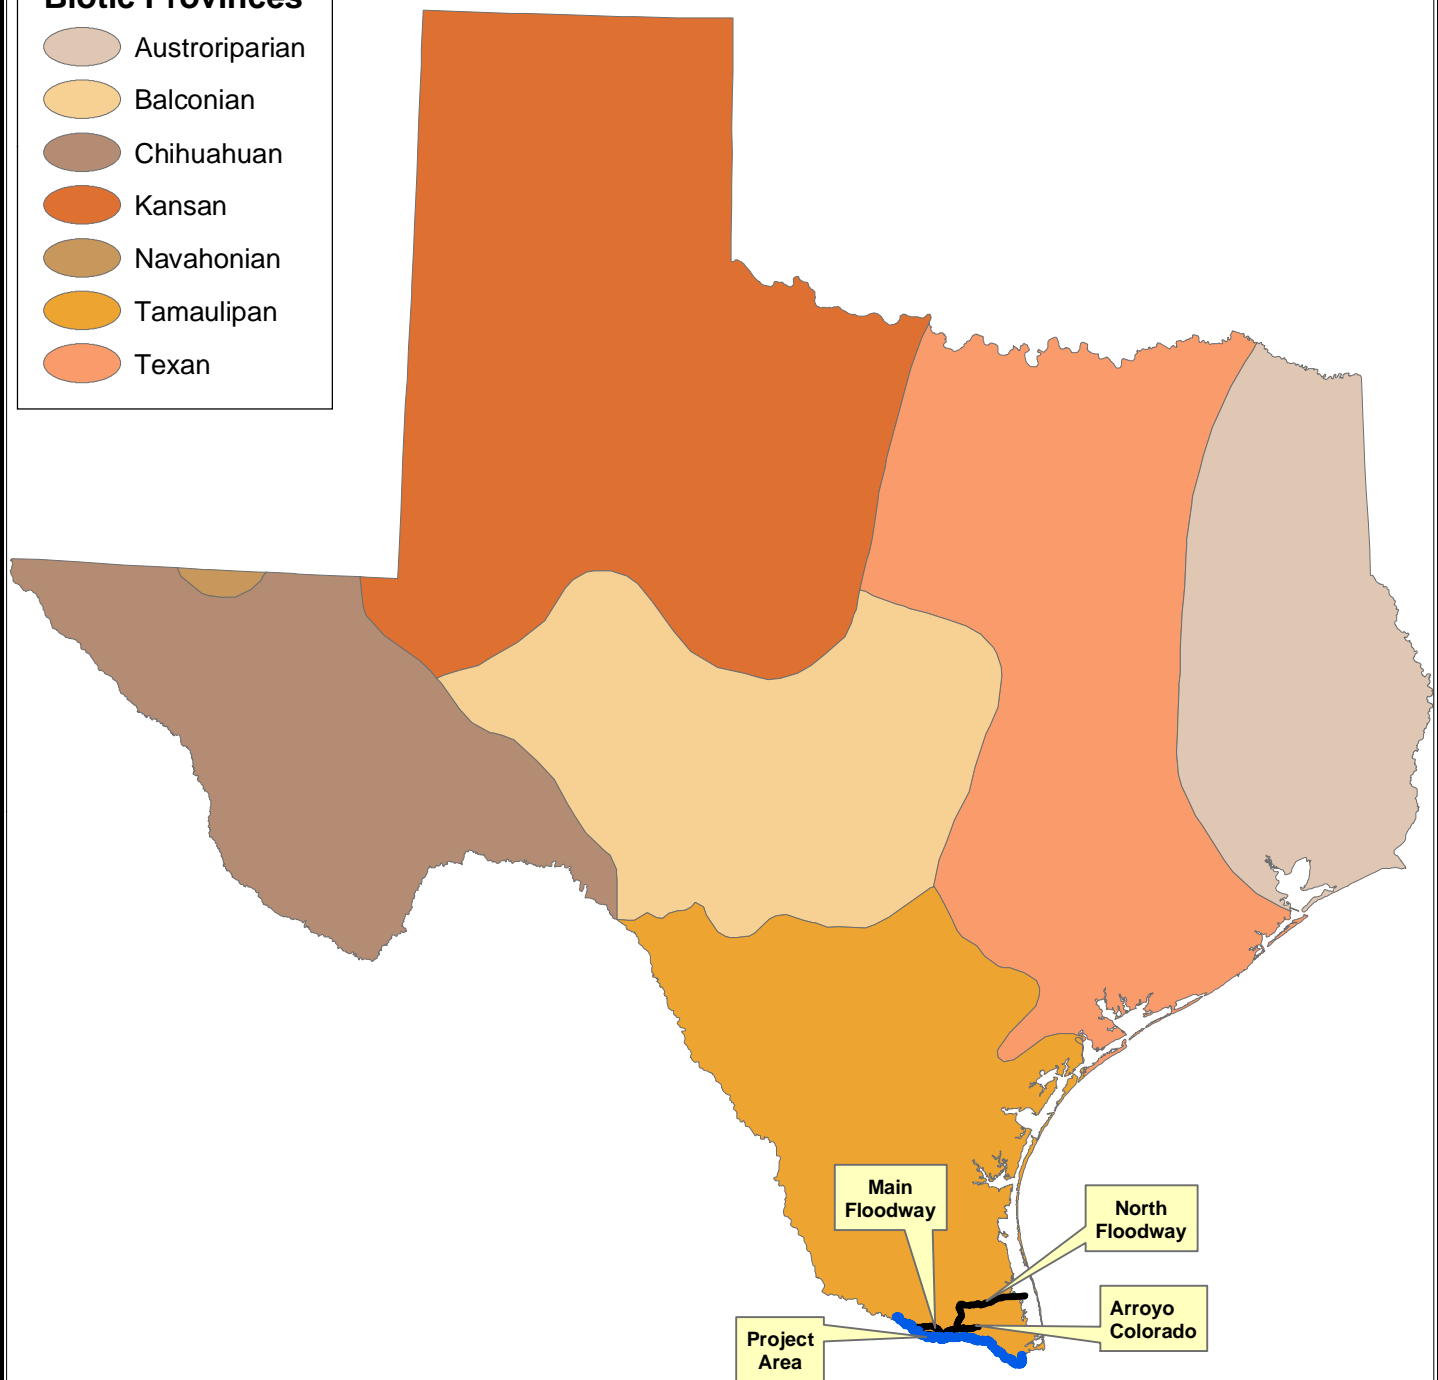 Biotic Provinces
Austroriparian
Balconian
Chihuahuan
Kansan
Navahonian
Tamaulipan
Texan
Main
Floodway
North
Floodway
Arroyo
Colorado
Project
Area